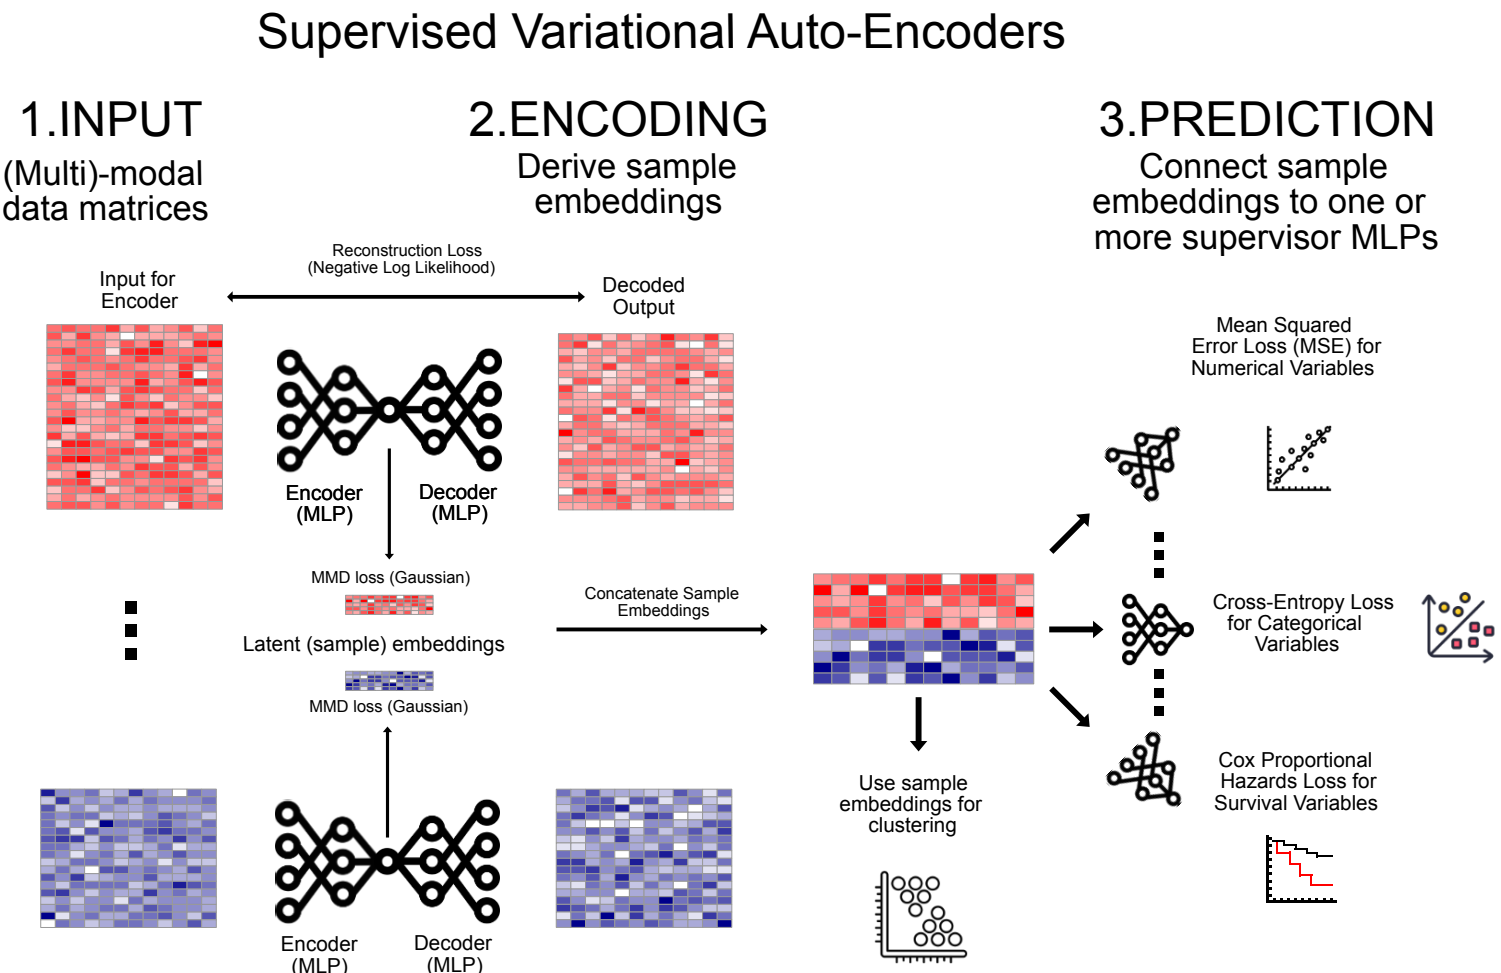 Supervised Variational Auto-Encoders
1.INPUT
(Multi)-modal
data matrices
2.ENCODING
Derive sample
embeddings
3.PREDICTION
Connect sample
embeddings to one or
more supervisor MLPs
Reconstruction Loss
(Negative Log Likelihood)
Input for
Encoder
Decoded
Output
Encoder
(MLP)
Decoder
(MLP)
MMD loss (Gaussian)
Latent (sample) embeddings
MMD loss (Gaussian)
Encoder
(MLP)
Decoder
(MLP)
Concatenate Sample
Embeddings
Use sample
embeddings for
clustering
Mean Squared
Error Loss (MSE) for
Numerical Variables
Cross-Entropy Loss
for Categorical
Variables
Cox Proportional
Hazards Loss for
Survival Variables